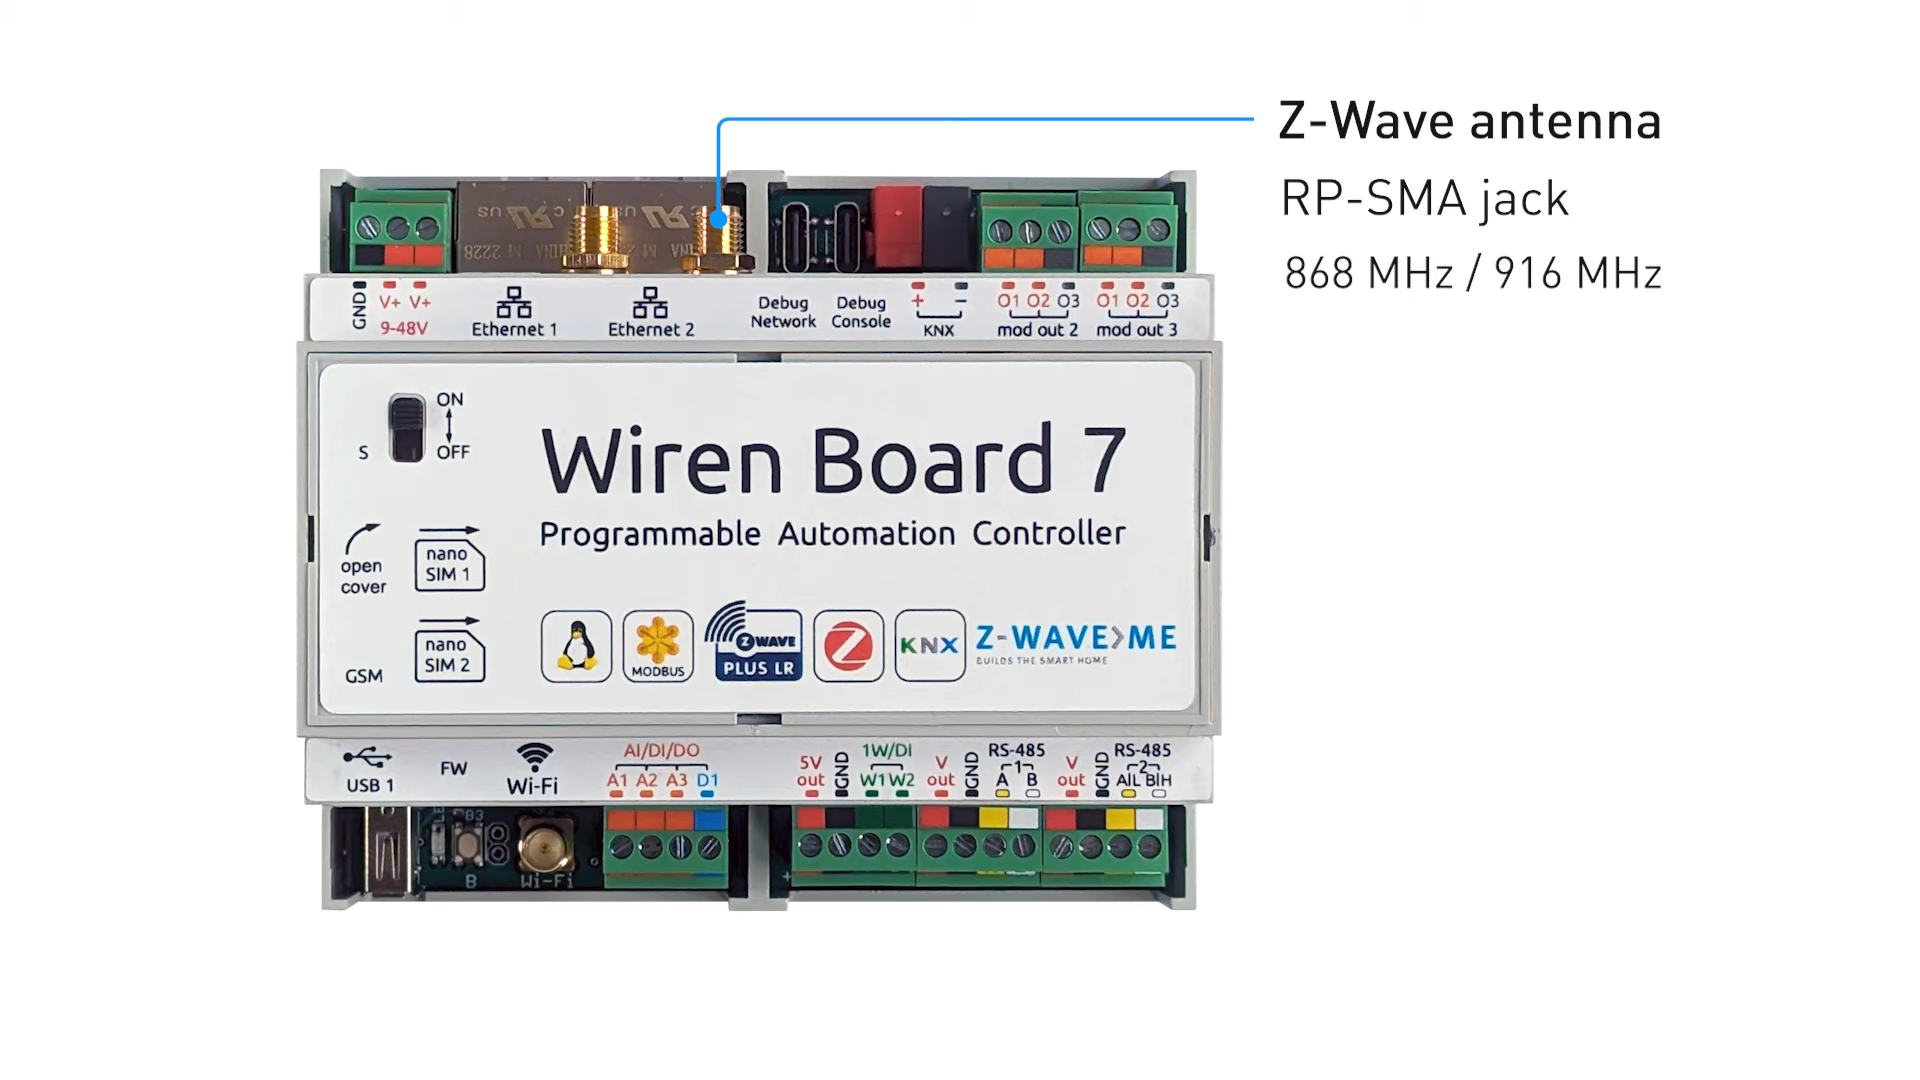 Z-Wave antenna
RP-SMA jack
868 MHz / 916 MHz
GND V+ V+
9-48V
Ethernet 1
Ethernet 2
Debug
Network
Debug
Console
+ −
KNX
O1 O2 O3
mod out 2
O1 O2 O3
mod out 3
ON
S
OFF
Wiren Board 7
Programmable Automation Controller
open
cover
nano
SIM 1
nano
SIM 2
GSM
MODBUS
Z WAVE
PLUS LR
Z
KNX
Z-WAVE>ME
BUILDS THE SMART HOME
USB 1
FW
Wi-Fi
AI/DI/DO
A1 A2 A3 D1
5V
out
GND
1W/DI
W1 W2
V
out
GND
RS-485
1
A B
V
out
GND
RS-485
2
A|L B|H
B
Wi-Fi